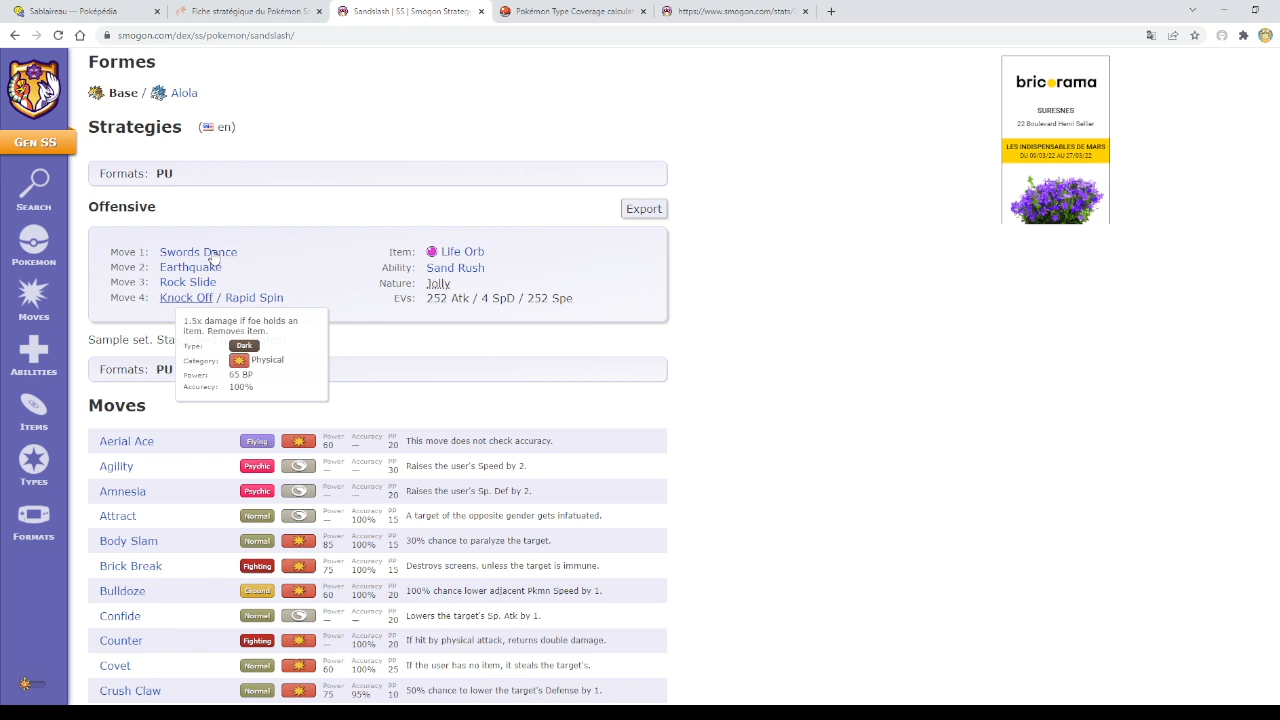 Sablaireau — Poképédia
Fiche stratégique du Pokémon S
Sandslash | SS | Smogon Strateg
Pokémon Type Coverage calculat
https://www.smogon.com/stats/
smogon.com/dex/ss/pokemon/sandslash/
Formes
Base / Alola
Strategies (en)
Formats: PU
Offensive Export
Move 1: Swords Dance
Move 2: Earthquake
Move 3: Rock Slide
Move 4: Knock Off / Rapid Spin
Item: Life Orb
Ability: Sand Rush
Nature: Jolly
EVs: 252 Atk / 4 SpD / 252 Spe
1.5x damage if foe holds an
item. Removes item.
Type: Dark
Category: Physical
Power: 65 BP
Accuracy: 100%
Sample set.
Formats: PU
Moves
Aerial Ace Flying Power 60 Accuracy — PP 20 This move does not check accuracy.
Agility Psychic Power — Accuracy — PP 30 Raises the user's Speed by 2.
Amnesia Psychic Power — Accuracy — PP 20 Raises the user's Sp. Def by 2.
Attract Normal Power — Accuracy 100% PP 15 A target of the opposite gender gets infatuated.
Body Slam Normal Power 85 Accuracy 100% PP 15 30% chance to paralyze the target.
Brick Break Fighting Power 75 Accuracy 100% PP 15 Destroys screens, unless the target is immune.
Bulldoze Ground Power 60 Accuracy 100% PP 20 100% chance lower adjacent Pkmn Speed by 1.
Confide Normal Power — Accuracy — PP 20 Lowers the target's Sp. Atk by 1.
Counter Fighting Power — Accuracy 100% PP 20 If hit by physical attack, returns double damage.
Covet Normal Power 60 Accuracy 100% PP 25 If the user has no item, it steals the target's.
Crush Claw Normal Power 75 Accuracy 95% PP 10 50% chance to lower the target's Defense by 1.
GEN SS
SEARCH
POKEMON
MOVES
ABILITIES
ITEMS
TYPES
FORMATS
bricorama
SURESNES
22 Boulevard Henri Sellier
LES INDISPENSABLES DE MARS
DU 09/03/22 AU 27/03/22